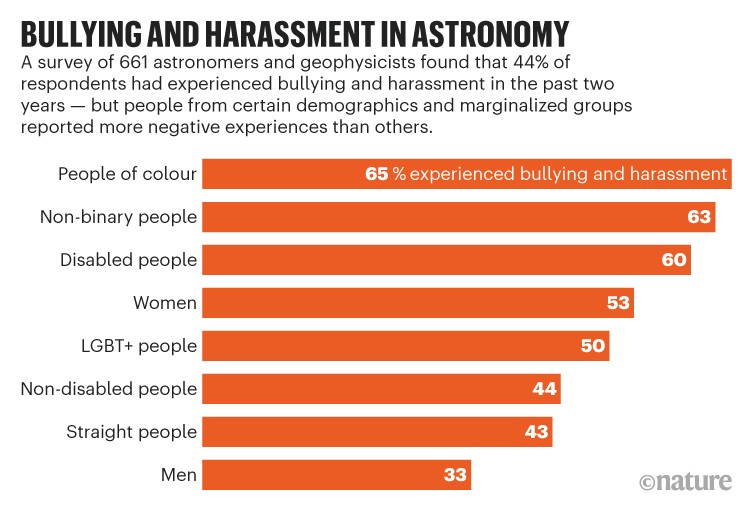 BULLYING AND HARASSMENT IN ASTRONOMY
A survey of 661 astronomers and geophysicists found that 44% of
respondents had experienced bullying and harassment in the past two
years — but people from certain demographics and marginalized groups
reported more negative experiences than others.
People of colour 65 % experienced bullying and harassment
Non-binary people 63
Disabled people 60
Women 53
LGBT+ people 50
Non-disabled people 44
Straight people 43
Men 33
©nature